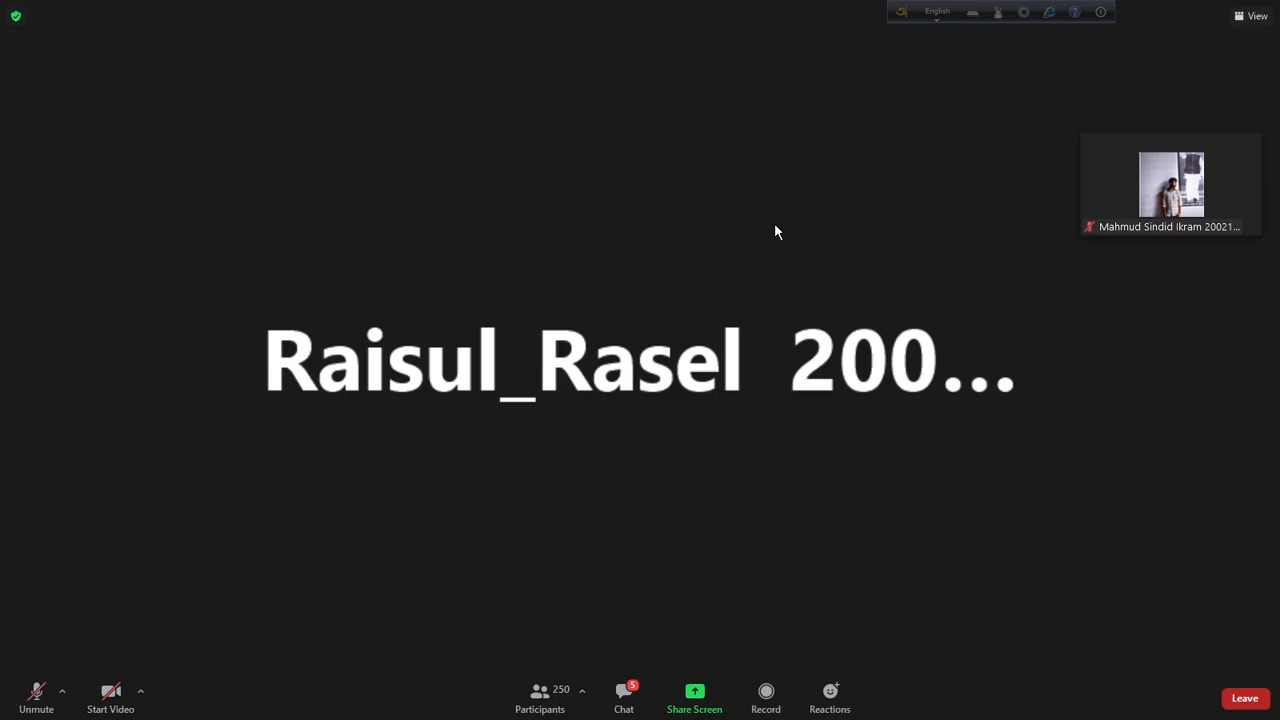 অ English
View
Mahmud Sindid Ikram 20021...
Raisul_Rasel 200...
Unmute
Start Video
250
Participants
5
Chat
Share Screen
Record
Reactions
Leave